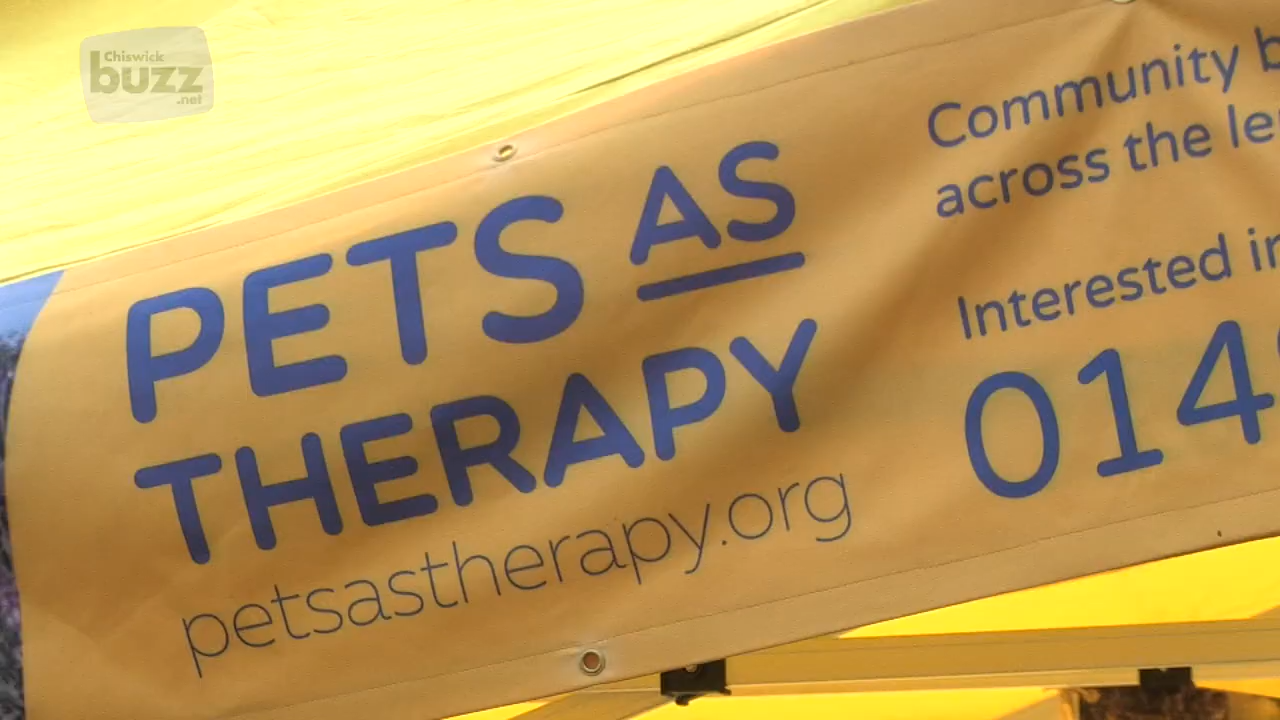 Chiswick
buzz
.net
PETS AS
THERAPY
petsastherapy.org
Community
across the
Interested
014